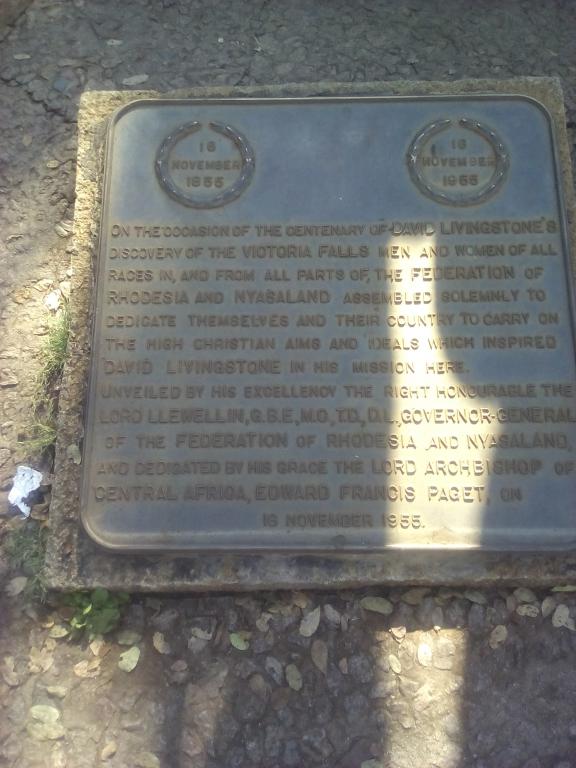 16
NOVEMBER
1855
16
NOVEMBER
1955
ON THE OCCASION OF THE CENTENARY OF DAVID LIVINGSTONE'S
DISCOVERY OF THE VICTORIA FALLS MEN AND WOMEN OF ALL
RACES IN, AND FROM ALL PARTS OF, THE FEDERATION OF
RHODESIA AND NYASALAND ASSEMBLED SOLEMNLY TO
DEDICATE THEMSELVES AND THEIR COUNTRY TO CARRY ON
THE HIGH CHRISTIAN AIMS AND IDEALS WHICH INSPIRED
DAVID LIVINGSTONE IN HIS MISSION HERE.
UNVEILED BY HIS EXCELLENCY THE RIGHT HONOURABLE THE
LORD LLEWELLIN, G.B.E., M.C., T.D., D.L., GOVERNOR-GENERAL
OF THE FEDERATION OF RHODESIA AND NYASALAND,
AND DEDICATED BY HIS GRACE THE LORD ARCHBISHOP OF
CENTRAL AFRICA, EDWARD FRANCIS PAGET, ON
16 NOVEMBER 1955.